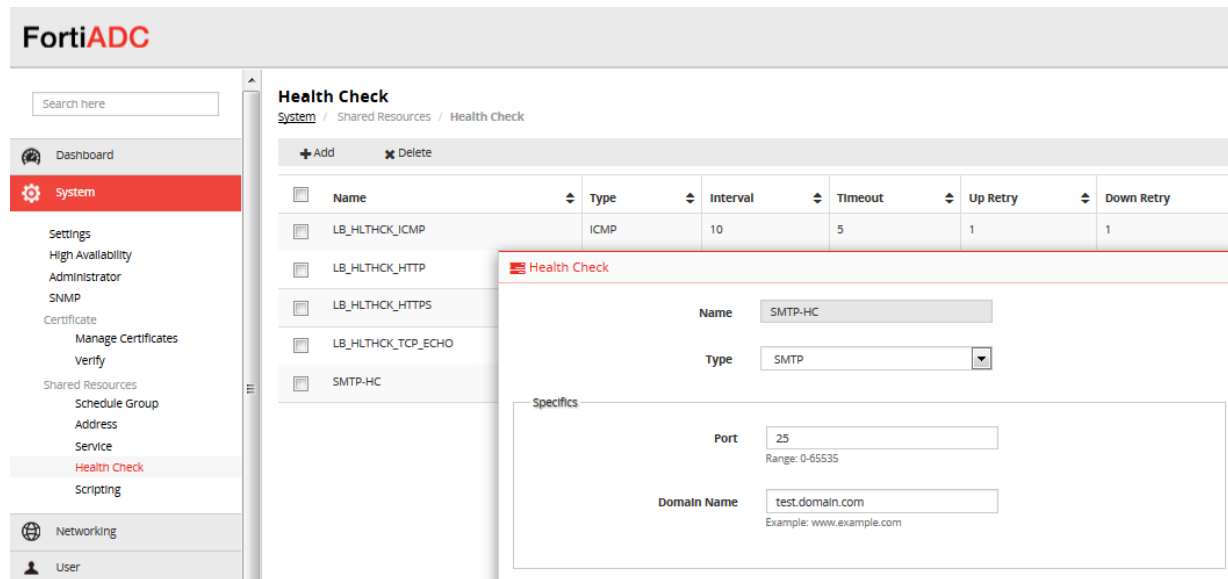 FortiADC
Search here
Dashboard
System
Settings
High Availability
Administrator
SNMP
Certificate
Manage Certificates
Verify
Shared Resources
Schedule Group
Address
Service
Health Check
Scripting
Networking
User
Health Check
System / Shared Resources / Health Check
Add Delete
Name Type Interval Timeout Up Retry Down Retry
LB_HLTHCK_ICMP ICMP 10 5 1 1
LB_HLTHCK_HTTP
LB_HLTHCK_HTTPS
LB_HLTHCK_TCP_ECHO
SMTP-HC
Health Check
Name SMTP-HC
Type SMTP
Specifics
Port 25
Range: 0-65535
Domain Name test.domain.com
Example: www.example.com